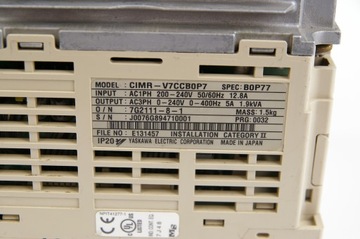 MODEL: CIMR-V7CCB0P7 SPEC: B0P77
INPUT: AC1PH 200-240V 50/60Hz 12.8A
OUTPUT: AC3PH 0-240V 0-400Hz 5A 1.9kVA
O/N : 7G2111-8-1 MASS: 1.5kg
S/N : J0076G894710001 PRG: 0032
FILE NO: E131457 INSTALLATION CATEGORY II
IP20 YASKAWA ELECTRIC CORPORATION MADE IN JAPAN
CE